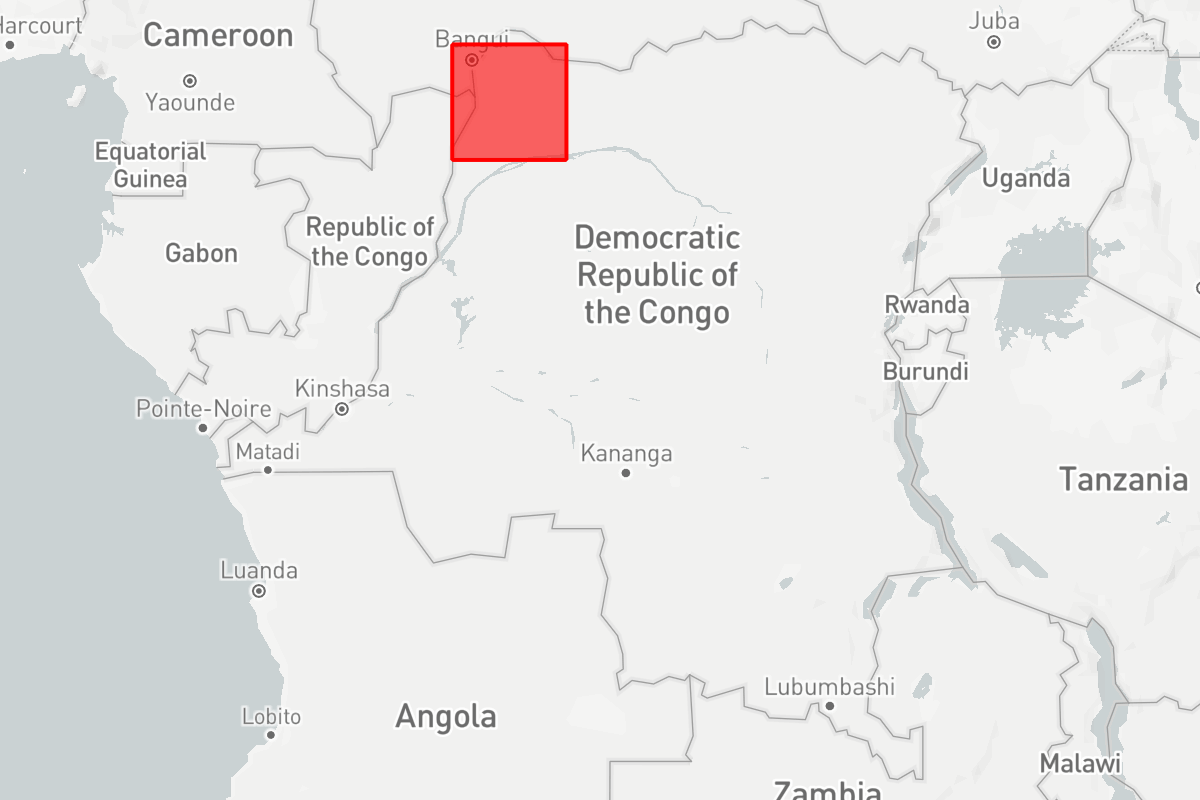 Harcourt
Cameroon
Bangui
Juba
Yaounde
Equatorial
Guinea
Uganda
Republic of
the Congo
Gabon
Democratic
Republic of
the Congo
Rwanda
Burundi
Kinshasa
Pointe-Noire
Matadi
Kananga
Tanzania
Luanda
Lubumbashi
Lobito
Angola
Malawi
Zambia